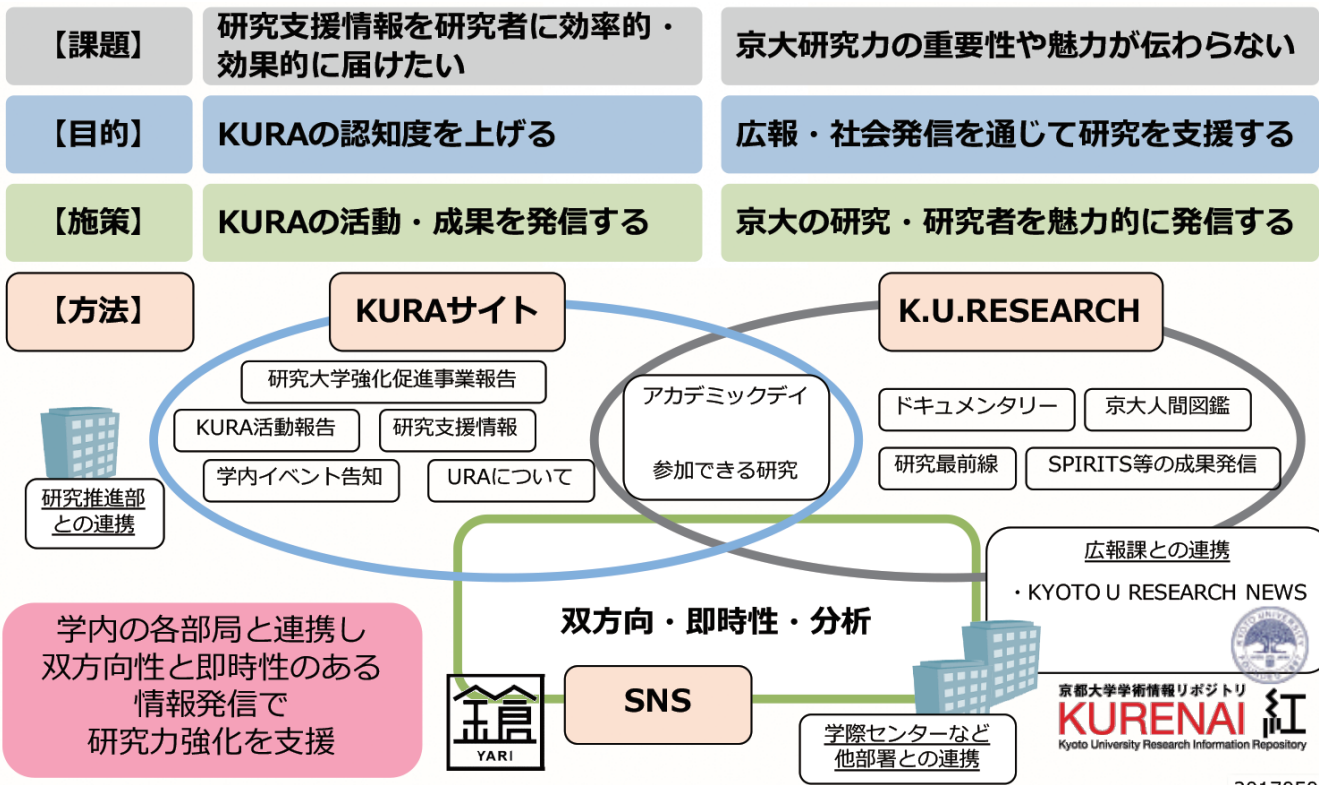 【課題】
研究支援情報を研究者に効率的・
効果的に届けたい
京大研究力の重要性や魅力が伝わらない
【目的】
KURAの認知度を上げる
広報・社会発信を通じて研究を支援する
【施策】
KURAの活動・成果を発信する
京大の研究・研究者を魅力的に発信する
【方法】
KURAサイト
K.U.RESEARCH
研究大学強化促進事業報告
KURA活動報告
研究支援情報
学内イベント告知
URAについて
アカデミックデイ
参加できる研究
ドキュメンタリー
京大人間図鑑
研究最前線
SPIRITS等の成果発信
研究推進部
との連携
広報課との連携
・KYOTO U RESEARCH NEWS
双方向・即時性・分析
SNS
学内の各部局と連携し
双方向性と即時性のある
情報発信で
研究力強化を支援
YARI
学際センターなど
他部署との連携
京都大学学術情報リポジトリ
KURENAI 紅
Kyoto University Research Information Repository